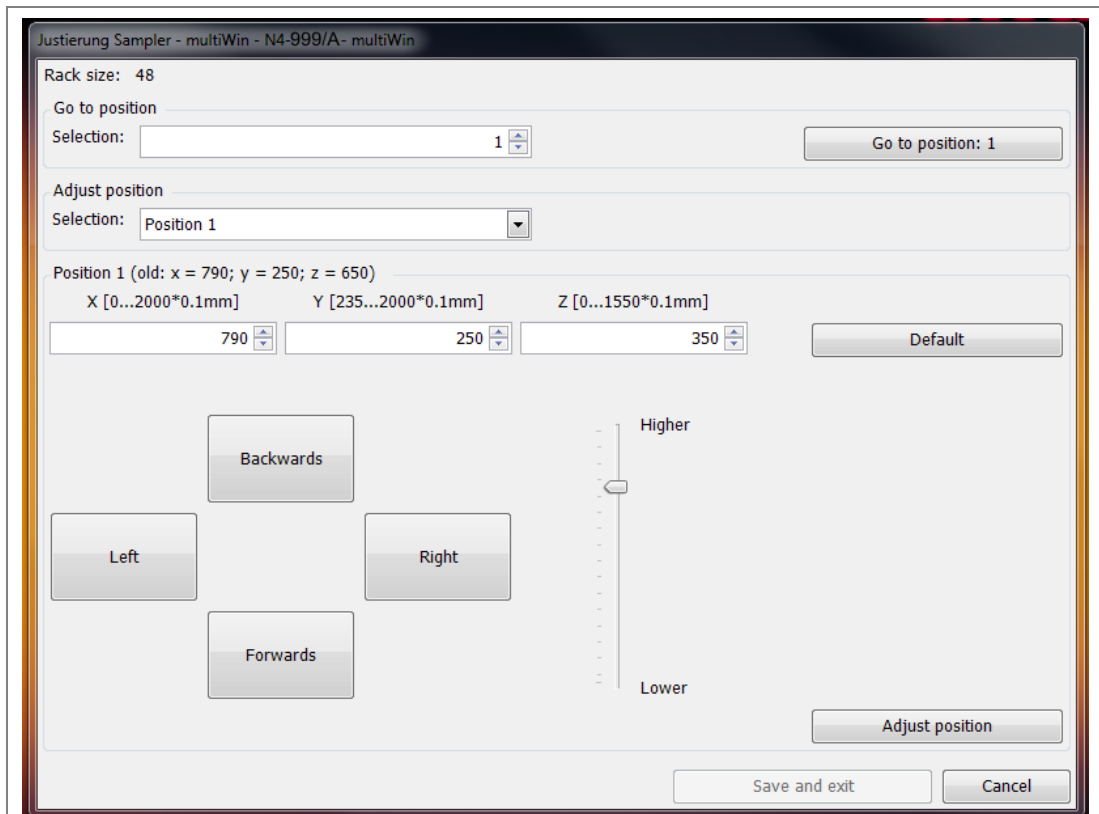 Justierung Sampler - multiWin - N4-999/A- multiWin
Rack size: 48
Go to position
Selection: 1 Go to position: 1
Adjust position
Selection: Position 1
Position 1 (old: x = 790; y = 250; z = 650)
X [0...2000*0.1mm] Y [235...2000*0.1mm] Z [0...1550*0.1mm]
790 250 350 Default
Higher
Backwards
Left Right
Forwards
Lower
Adjust position
Save and exit Cancel